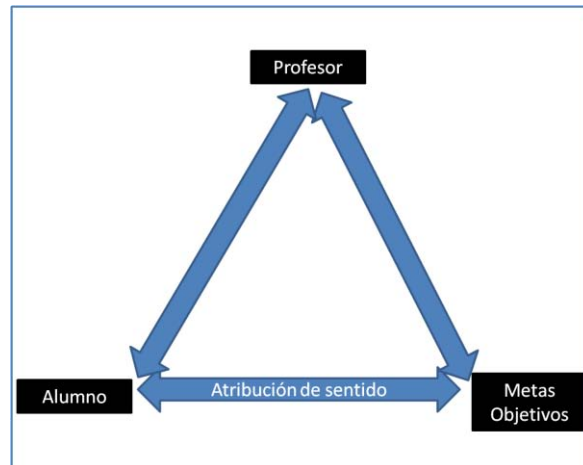 Profesor
Atribución de sentido
Alumno
Metas
Objetivos